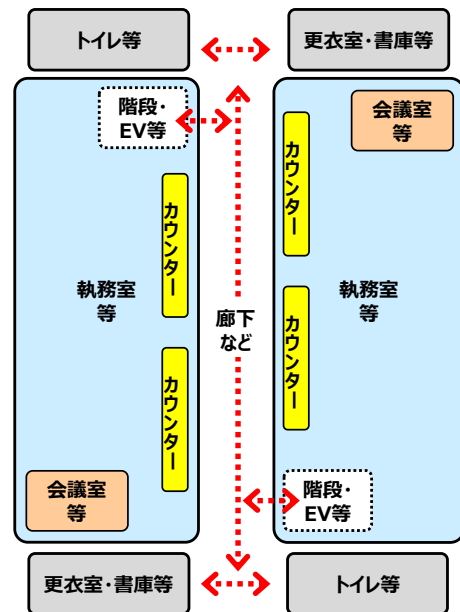 トイレ等
更衣室・書庫等
階段・
EV等
会議室
等
カウンター
カウンター
執務室
等
廊下
など
執務室
等
カウンター
カウンター
会議室
等
階段・
EV等
更衣室・書庫等
トイレ等